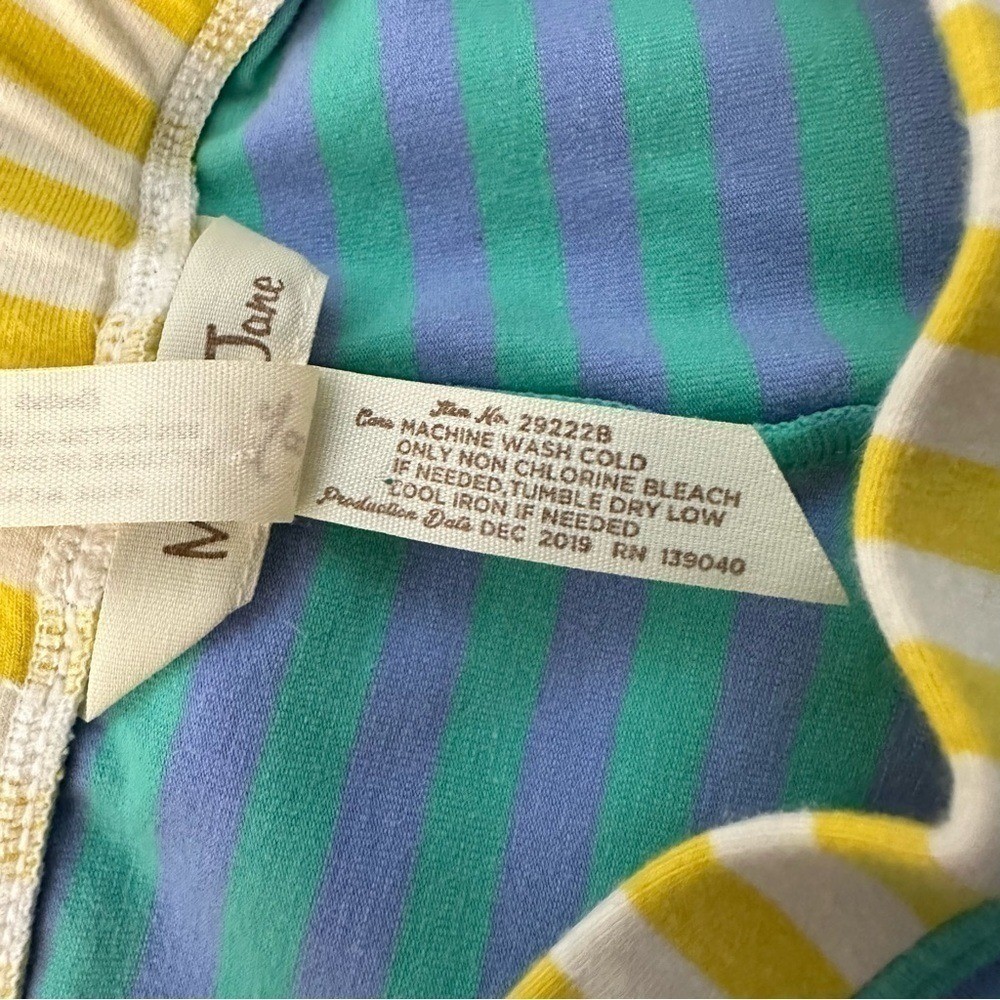 Jane
Item No. 29222B
Care MACHINE WASH COLD
ONLY NON CHLORINE BLEACH
IF NEEDED, TUMBLE DRY LOW
COOL IRON IF NEEDED
Production Date DEC 2019 RN 139040
M